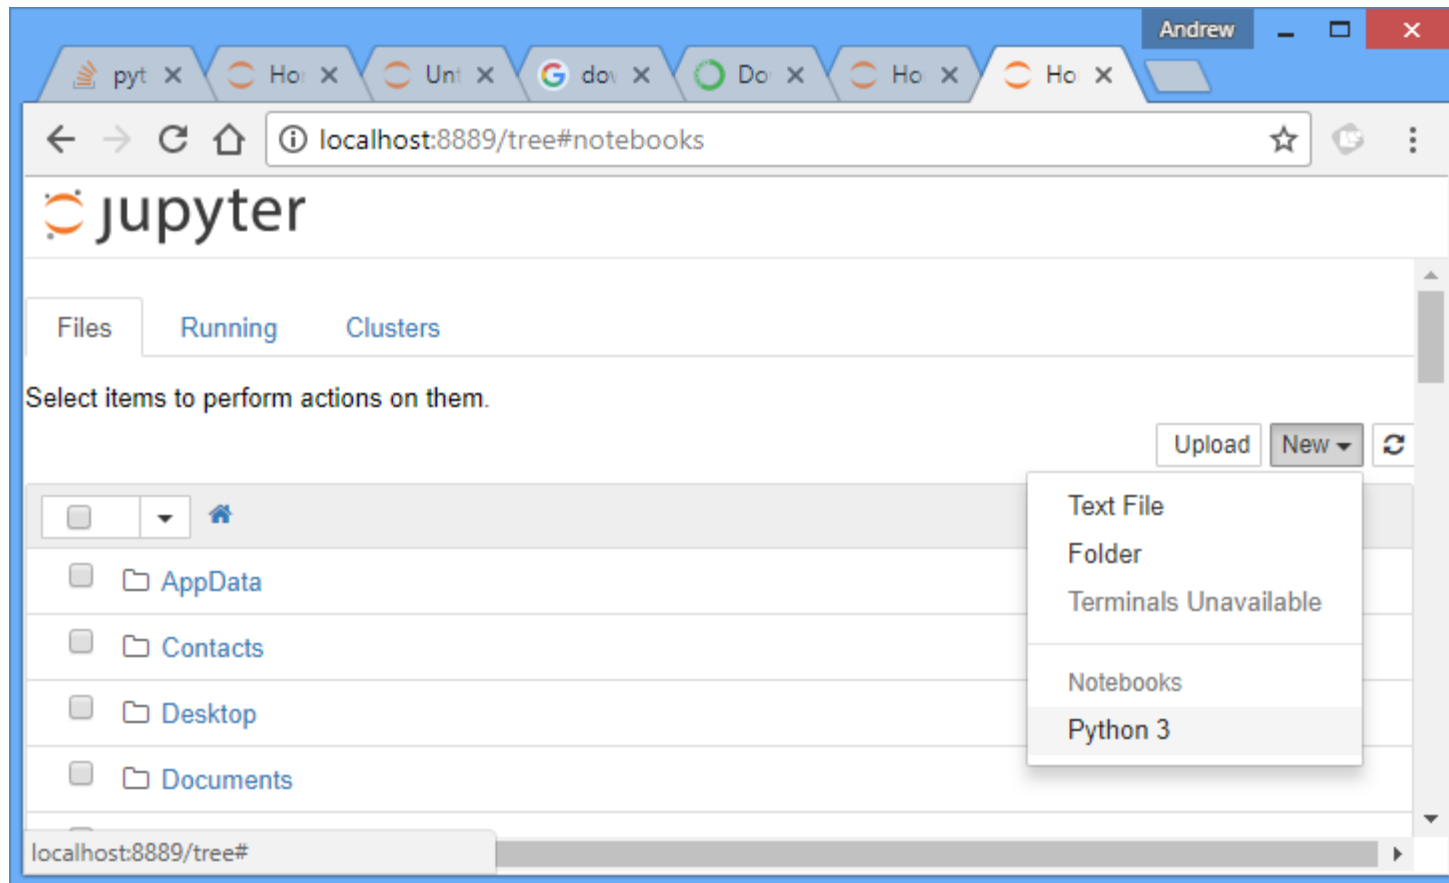 Andrew
pyt Ho Unt dov Do Ho Ho
localhost:8889/tree#notebooks
jupyter
Files Running Clusters
Select items to perform actions on them.
Upload New
Text File
Folder
Terminals Unavailable
Notebooks
Python 3
AppData
Contacts
Desktop
Documents
localhost:8889/tree#